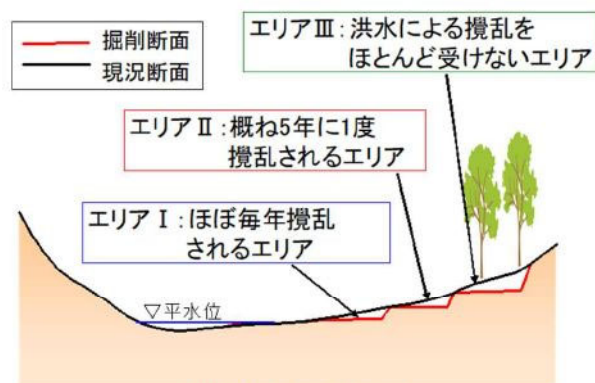 掘削断面
現況断面
エリアⅢ：洪水による攪乱を
ほとんど受けないエリア
エリアⅡ：概ね5年に1度
攪乱されるエリア
エリアⅠ：ほぼ毎年攪乱
されるエリア
▽平水位